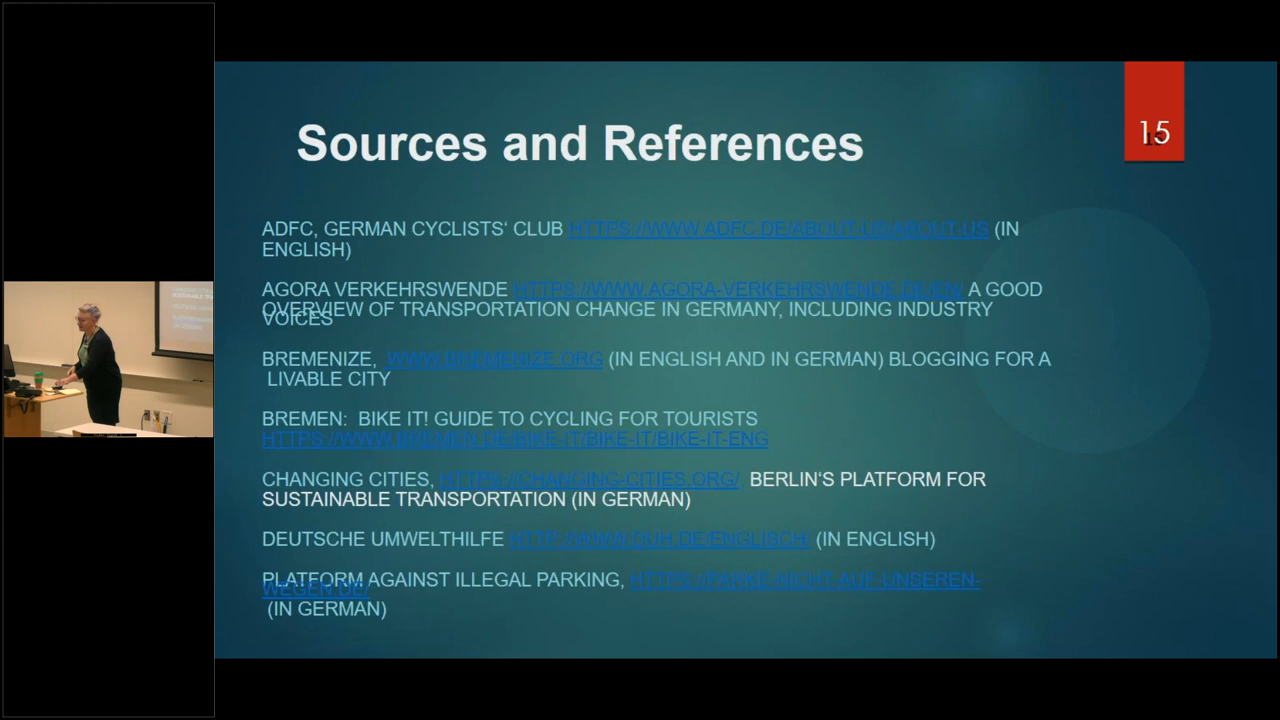 Sources and References
15
ADFC, GERMAN CYCLISTS‘ CLUB HTTPS://WWW.ADFC.DE/ABOUT-US/ABOUT-US (IN
ENGLISH)
AGORA VERKEHRSWENDE HTTPS://WWW.AGORA-VERKEHRSWENDE.DE/EN/ A GOOD
OVERVIEW OF TRANSPORTATION CHANGE IN GERMANY, INCLUDING INDUSTRY
VOICES
BREMENIZE, WWW.BREMENIZE.ORG (IN ENGLISH AND IN GERMAN) BLOGGING FOR A
LIVABLE CITY
BREMEN: BIKE IT! GUIDE TO CYCLING FOR TOURISTS
HTTPS://WWW.BREMEN.DE/BIKE-IT/BIKE-IT/BIKE-IT-ENG
CHANGING CITIES, HTTPS://CHANGING-CITIES.ORG/ BERLIN‘S PLATFORM FOR
SUSTAINABLE TRANSPORTATION (IN GERMAN)
DEUTSCHE UMWELTHILFE HTTP://WWW.DUH.DE/ENGLISCH/ (IN ENGLISH)
PLATFORM AGAINST ILLEGAL PARKING, HTTPS://PARKE-NICHT-AUF-UNSEREN-
WEGEN.DE/
(IN GERMAN)